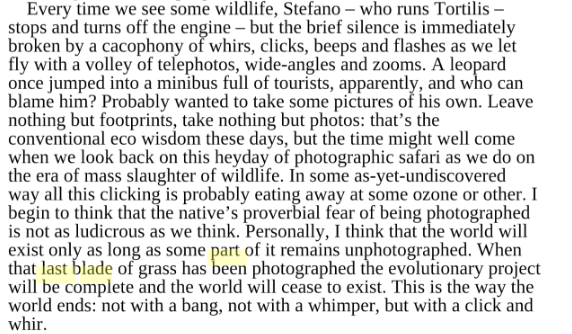 Every time we see some wildlife, Stefano – who runs Tortilis –
stops and turns off the engine – but the brief silence is immediately
broken by a cacophony of whirs, clicks, beeps and flashes as we let
fly with a volley of telephotos, wide-angles and zooms. A leopard
once jumped into a minibus full of tourists, apparently, and who can
blame him? Probably wanted to take some pictures of his own. Leave
nothing but footprints, take nothing but photos: that’s the
conventional eco wisdom these days, but the time might well come
when we look back on this heyday of photographic safari as we do on
the era of mass slaughter of wildlife. In some as-yet-undiscovered
way all this clicking is probably eating away at some ozone or other. I
begin to think that the native’s proverbial fear of being photographed
is not as ludicrous as we think. Personally, I think that the world will
exist only as long as some part of it remains unphotographed. When
that last blade of grass has been photographed the evolutionary project
will be complete and the world will cease to exist. This is the way the
world ends: not with a bang, not with a whimper, but with a click and
whir.